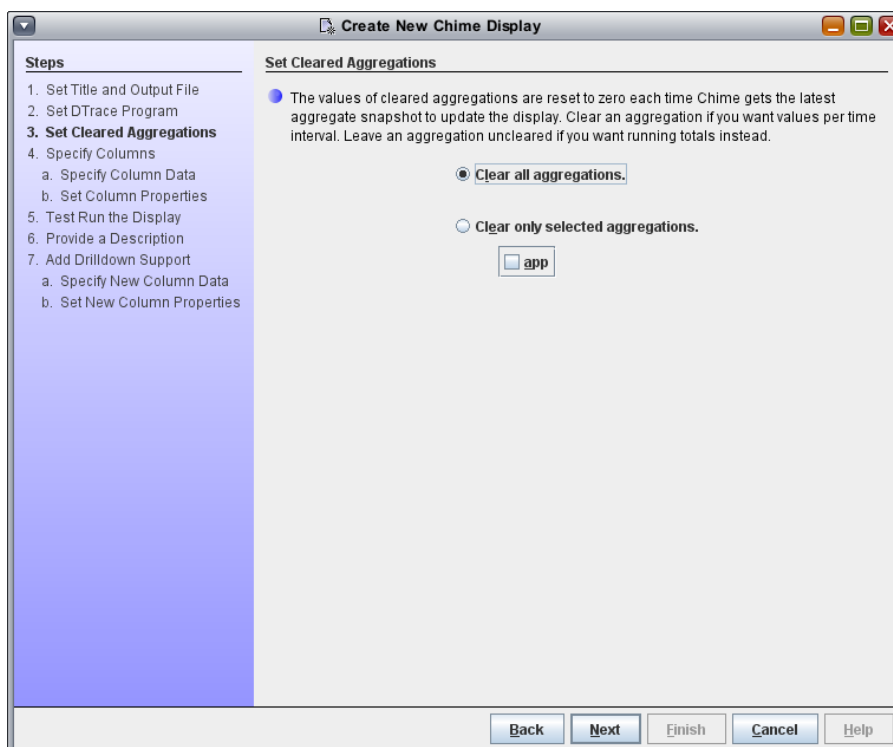 Create New Chime Display
Steps
1. Set Title and Output File
2. Set DTrace Program
3. Set Cleared Aggregations
4. Specify Columns
a. Specify Column Data
b. Set Column Properties
5. Test Run the Display
6. Provide a Description
7. Add Drilldown Support
a. Specify New Column Data
b. Set New Column Properties
Set Cleared Aggregations
The values of cleared aggregations are reset to zero each time Chime gets the latest
aggregate snapshot to update the display. Clear an aggregation if you want values per time
interval. Leave an aggregation uncleared if you want running totals instead.
Clear all aggregations.
Clear only selected aggregations.
app
Back Next Finish Cancel Help